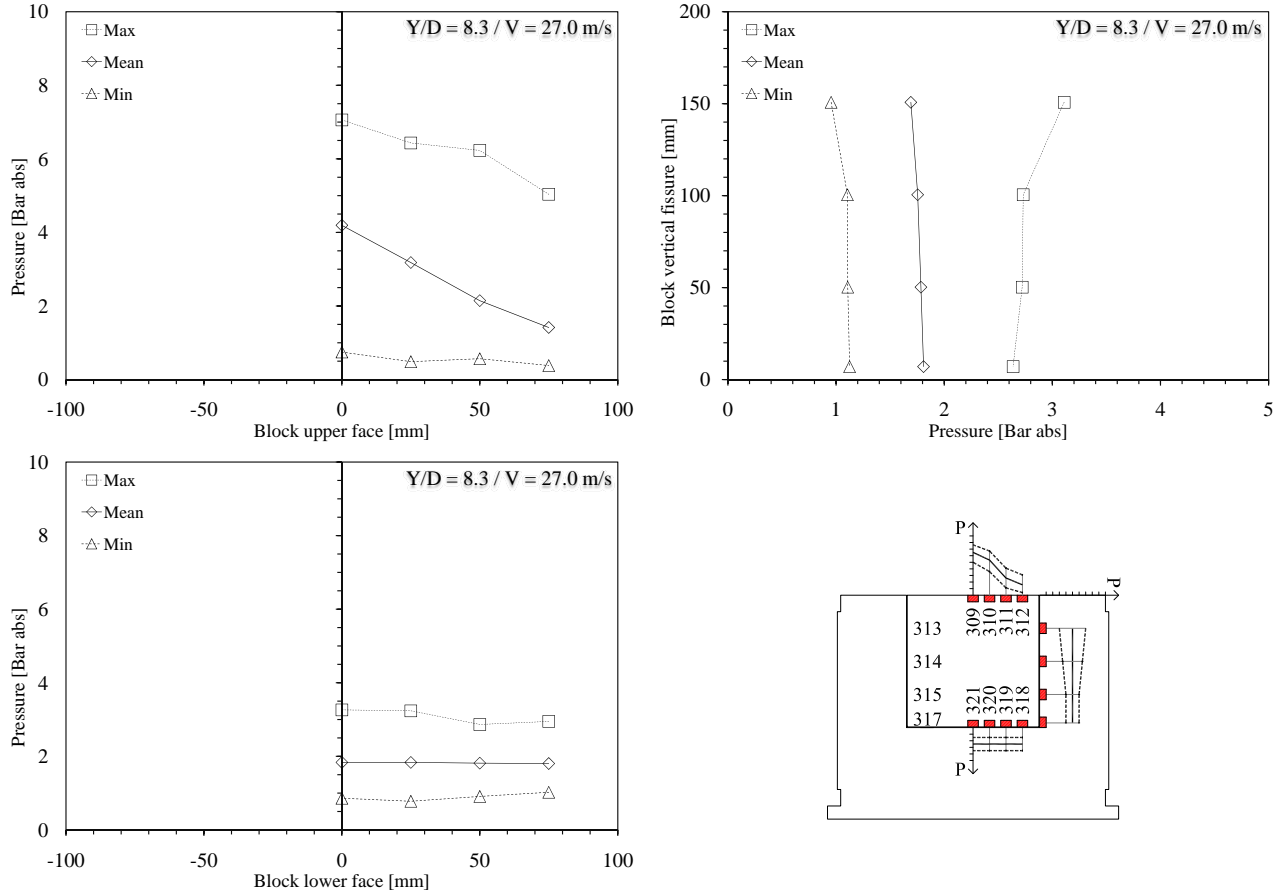 Y/D = 8.3 / V = 27.0 m/s
Max
Mean
Min
10
8
6
4
2
0
-100
-50
0
50
100
Pressure [Bar abs]
Block upper face [mm]
Y/D = 8.3 / V = 27.0 m/s
Max
Mean
Min
200
150
100
50
0
0
1
2
3
4
5
Block vertical fissure [mm]
Pressure [Bar abs]
Y/D = 8.3 / V = 27.0 m/s
Max
Mean
Min
10
8
6
4
2
0
-100
-50
0
50
100
Pressure [Bar abs]
Block lower face [mm]
P
P
309
310
311
312
313
314
315
317
321
320
319
318
P